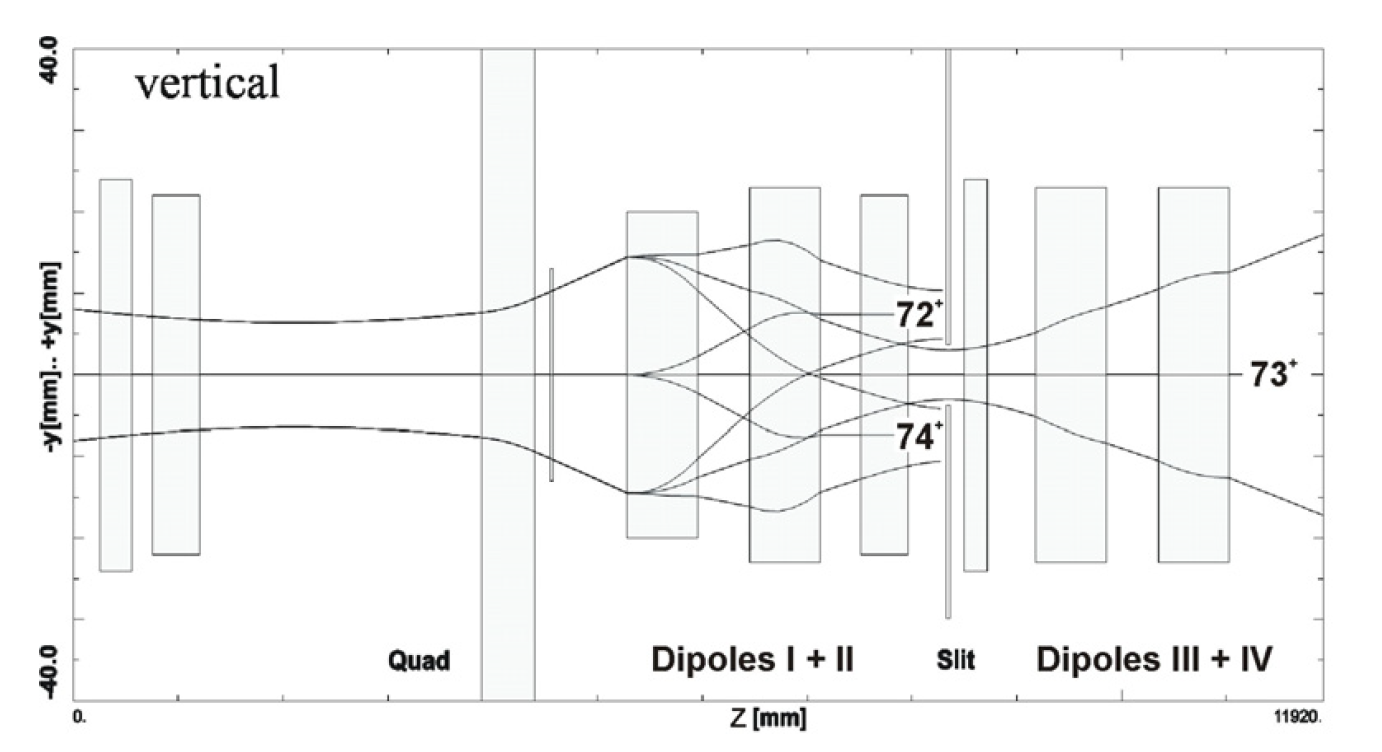 40.0
vertical
-y[mm].. +y[mm]
72+
73+
74+
-40.0
Quad
Dipoles I + II
Slit
Dipoles III + IV
0.
Z [mm]
11920.